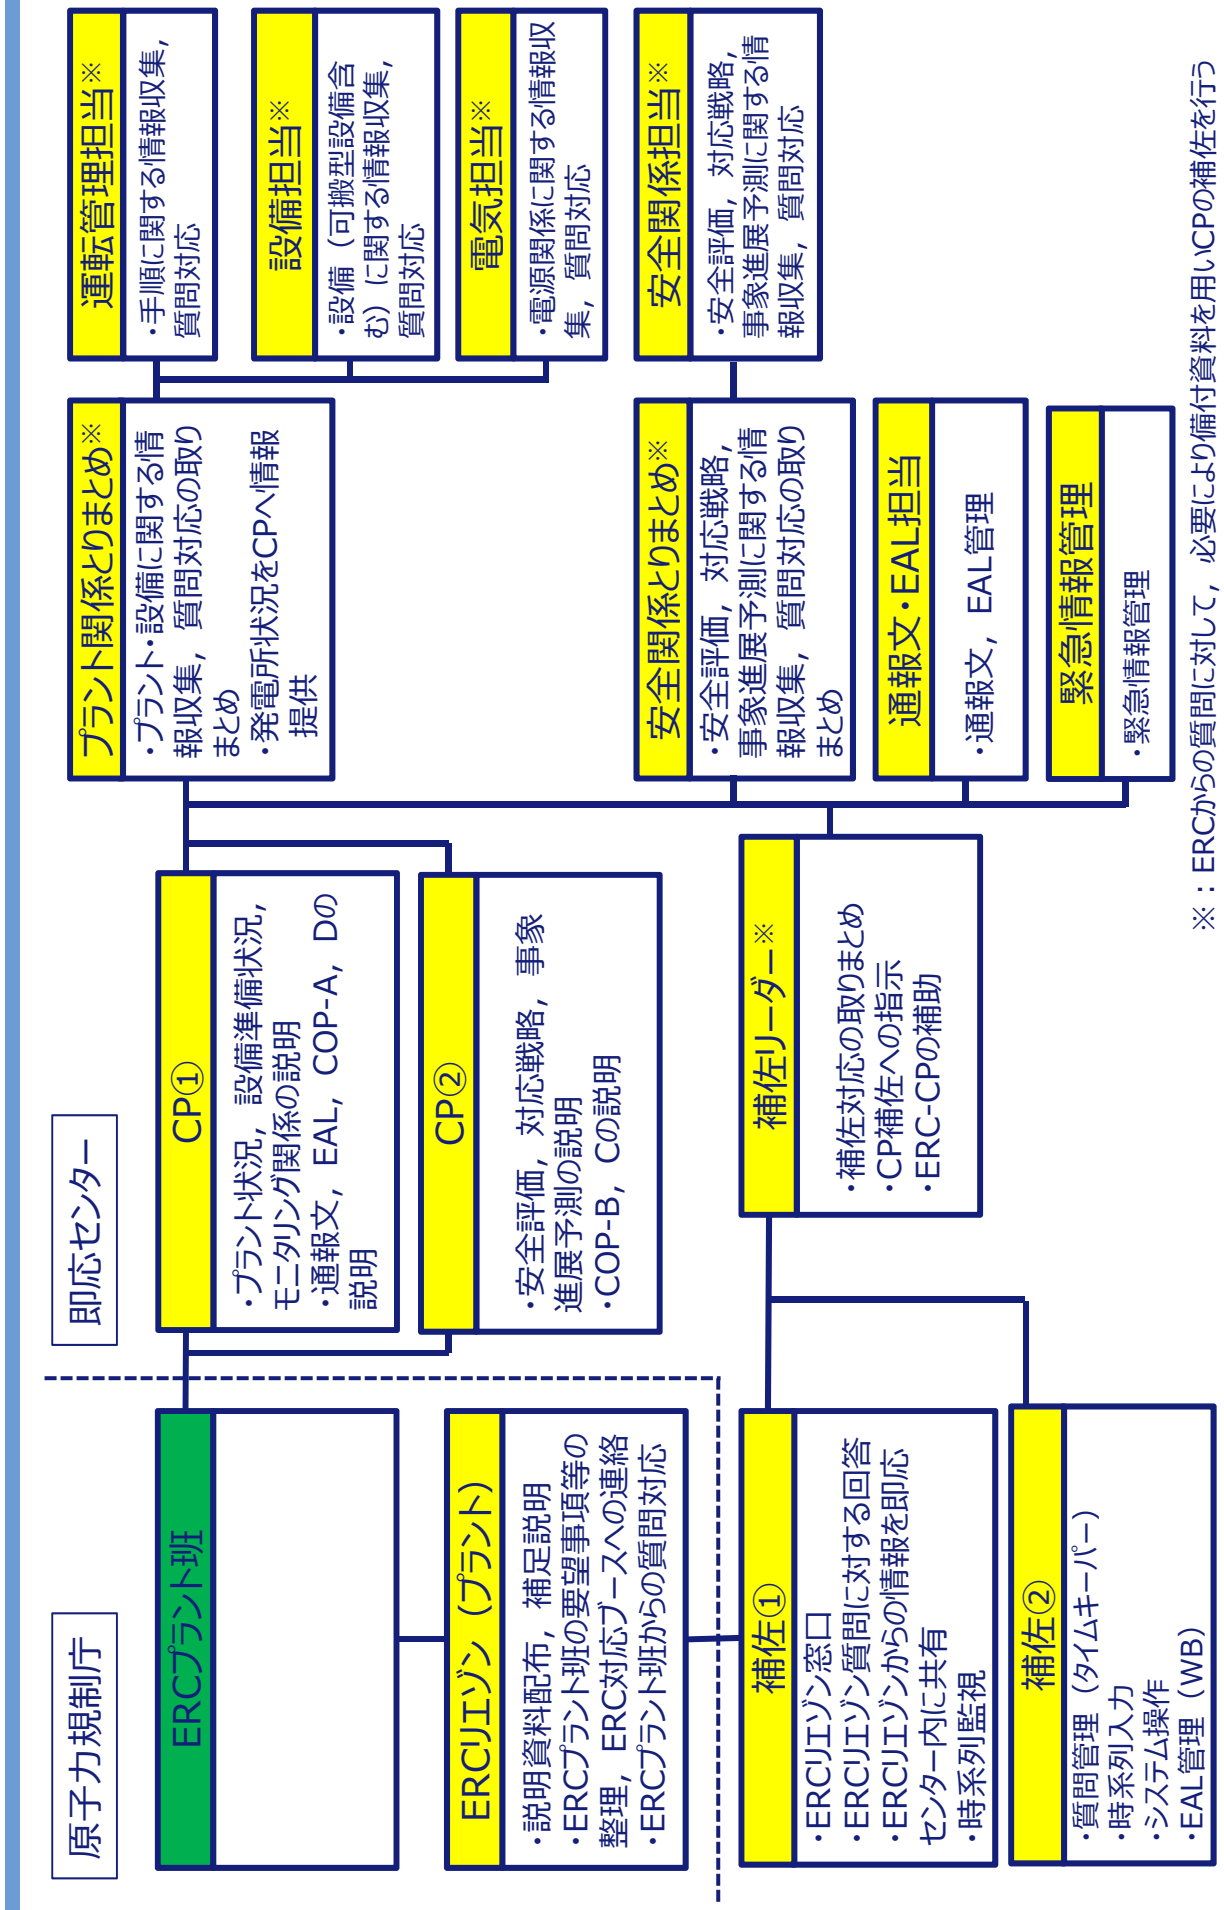 原子力規制庁
即応センター
ERCプラント班
ERCリエゾン（プラント）
・説明資料配布，補足説明
・ERCプラント班の要望事項等の
整理，ERC対応ブースへの連絡
・ERCプラント班からの質問対応
補佐①
・ERCリエゾン窓口
・ERCリエゾン質問に対する回答
・ERCリエゾンからの情報を即応
センター内に共有
・時系列監視
補佐②
・質問管理（タイムキーパー）
・時系列入力
・システム操作
・EAL管理（WB）
CP①
・プラント状況，設備準備状況，
モニタリング関係の説明
・通報文，EAL，COP-A，Dの
説明
CP②
・安全評価，対応戦略，事象
進展予測の説明
・COP-B，Cの説明
補佐リーダー※
・補佐対応の取りまとめ
・CP補佐への指示
・ERC-CPの補助
プラント関係とりまとめ※
・プラント・設備に関する情
報収集，質問対応の取り
まとめ
・発電所状況をCPへ情報
提供
安全関係とりまとめ※
・安全評価，対応戦略，
事象進展予測に関する情
報収集，質問対応の取り
まとめ
通報文・EAL担当
・通報文，EAL管理
緊急情報管理
・緊急情報管理
運転管理担当※
・手順に関する情報収集，
質問対応
設備担当※
・設備（可搬型設備含
む）に関する情報収集，
質問対応
電気担当※
・電源関係に関する情報収
集，質問対応
安全関係担当※
・安全評価，対応戦略，
事象進展予測に関する情
報収集，質問対応
※：ERCからの質問に対して，必要により備付資料を用いCPの補佐を行う